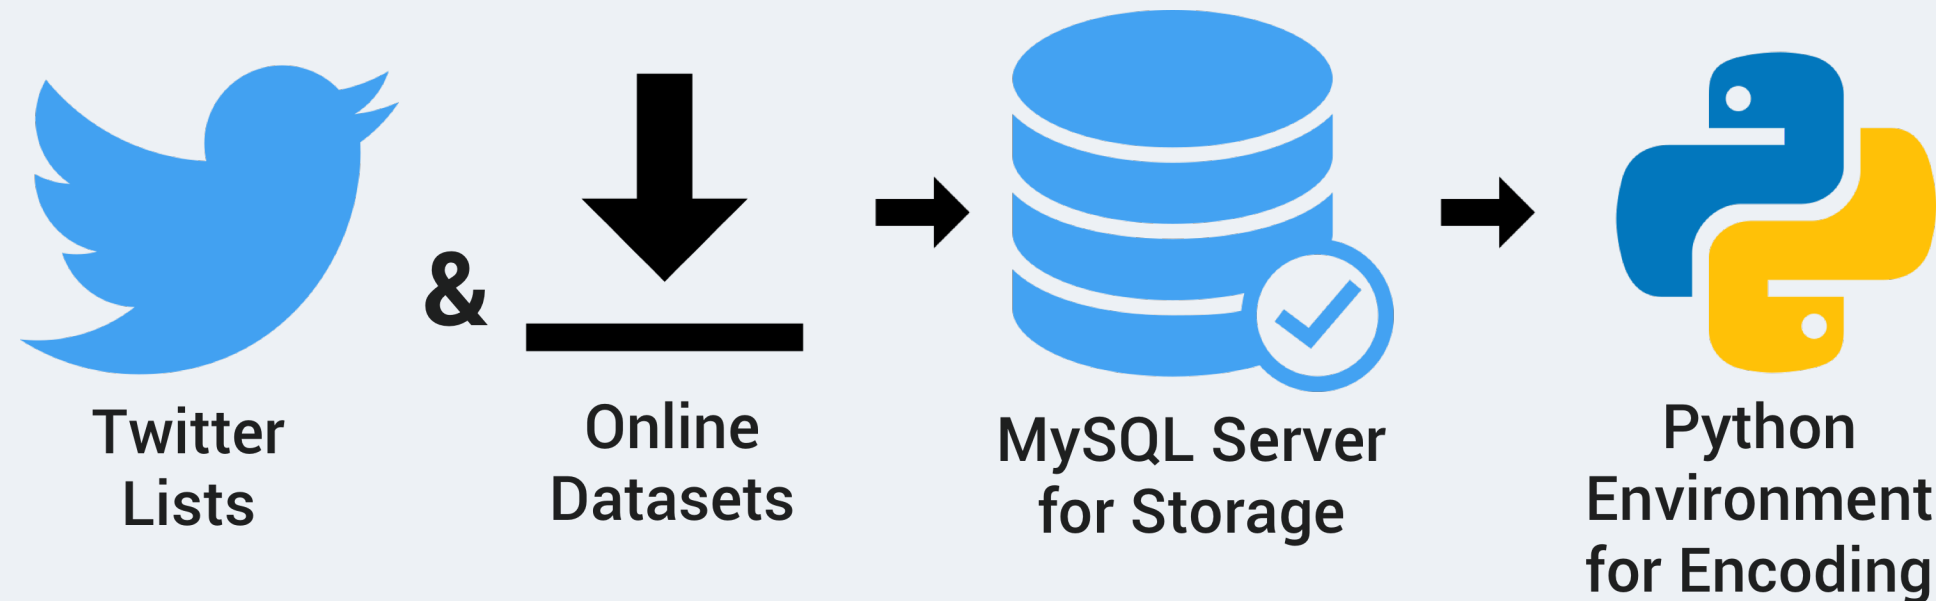 &
Twitter
Lists
Online
Datasets
MySQL Server
for Storage
Python
Environment
for Encoding